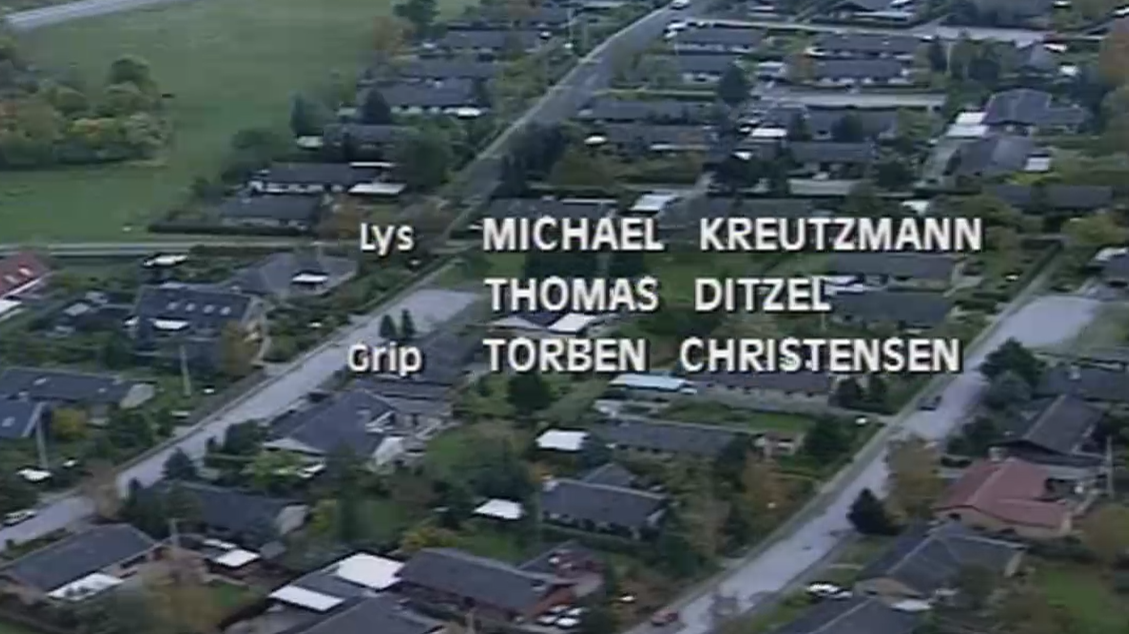 Lys MICHAEL KREUTZMANN
THOMAS DITZEL
Grip TORBEN CHRISTENSEN